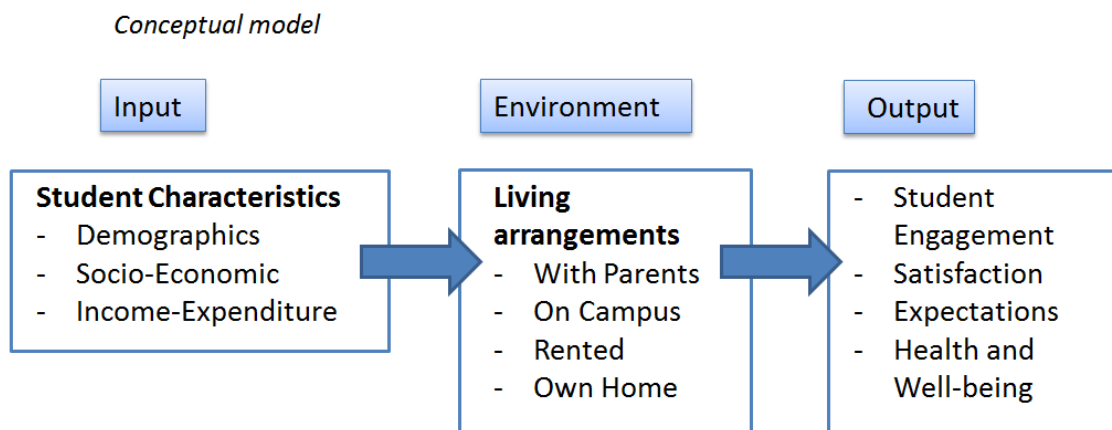 Conceptual model
Input
Environment
Output
Student Characteristics
- Demographics
- Socio-Economic
- Income-Expenditure
Living
arrangements
- With Parents
- On Campus
- Rented
- Own Home
- Student
Engagement
- Satisfaction
- Expectations
- Health and
Well-being